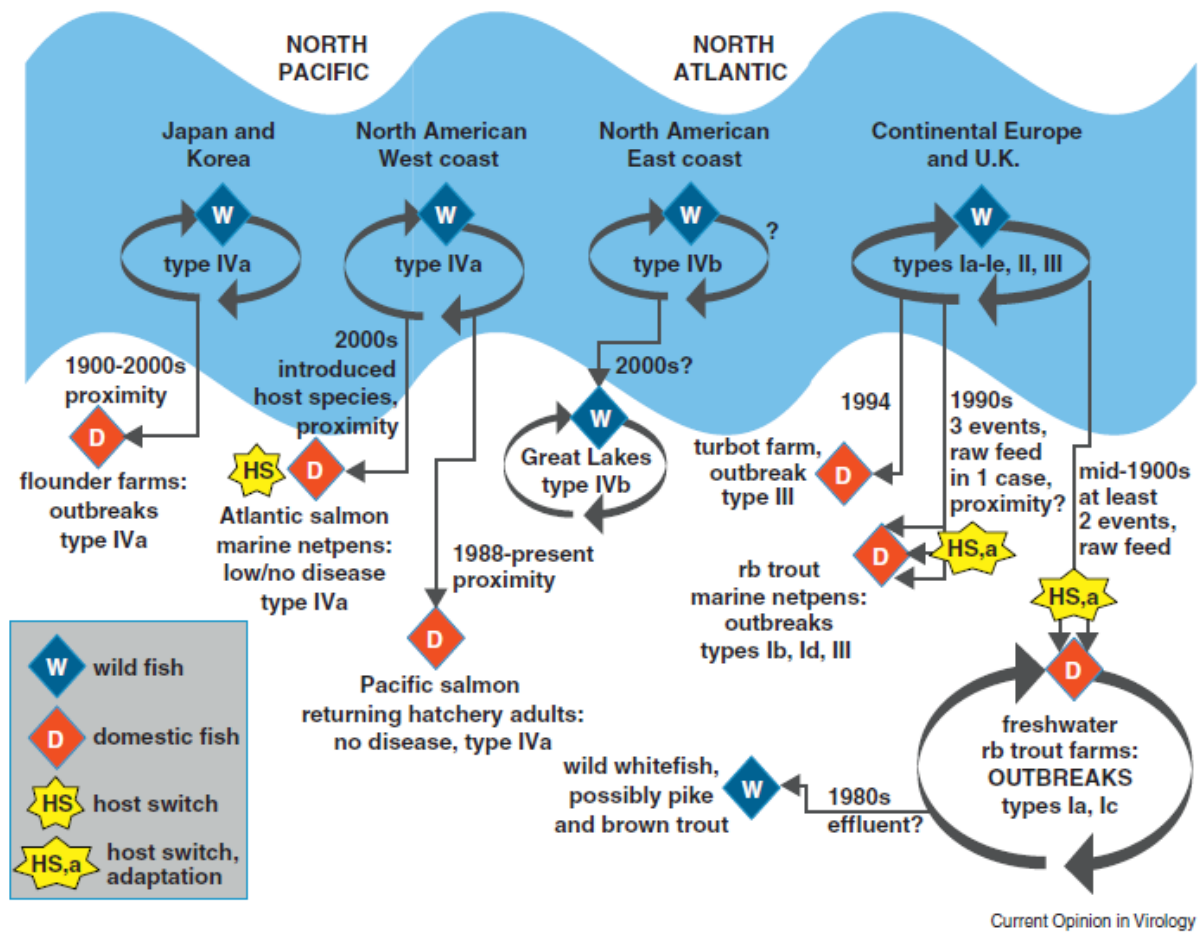 NORTH
PACIFIC
NORTH
ATLANTIC
Japan and
Korea
North American
West coast
North American
East coast
Continental Europe
and U.K.
W
type IVa
W
type IVa
W
?
type IVb
W
types Ia-Ie, II, III
1900-2000s
proximity
D
flounder farms:
outbreaks
type IVa
2000s
introduced
host species,
proximity
HS
D
Atlantic salmon
marine netpens:
low/no disease
type IVa
1988-present
proximity
D
Pacific salmon
returning hatchery adults:
no disease, type IVa
2000s?
W
Great Lakes
type IVb
1994
turbot farm,
outbreak
type III
D
1990s
3 events,
raw feed
in 1 case,
proximity?
HS,a
D
rb trout
marine netpens:
outbreaks
types Ib, Id, III
mid-1900s
at least
2 events,
raw feed
HS,a
D
freshwater
rb trout farms:
OUTBREAKS
types Ia, Ic
1980s
effluent?
W
wild whitefish,
possibly pike
and brown trout
W wild fish
D domestic fish
HS host switch
HS,a host switch,
adaptation
Current Opinion in Virology